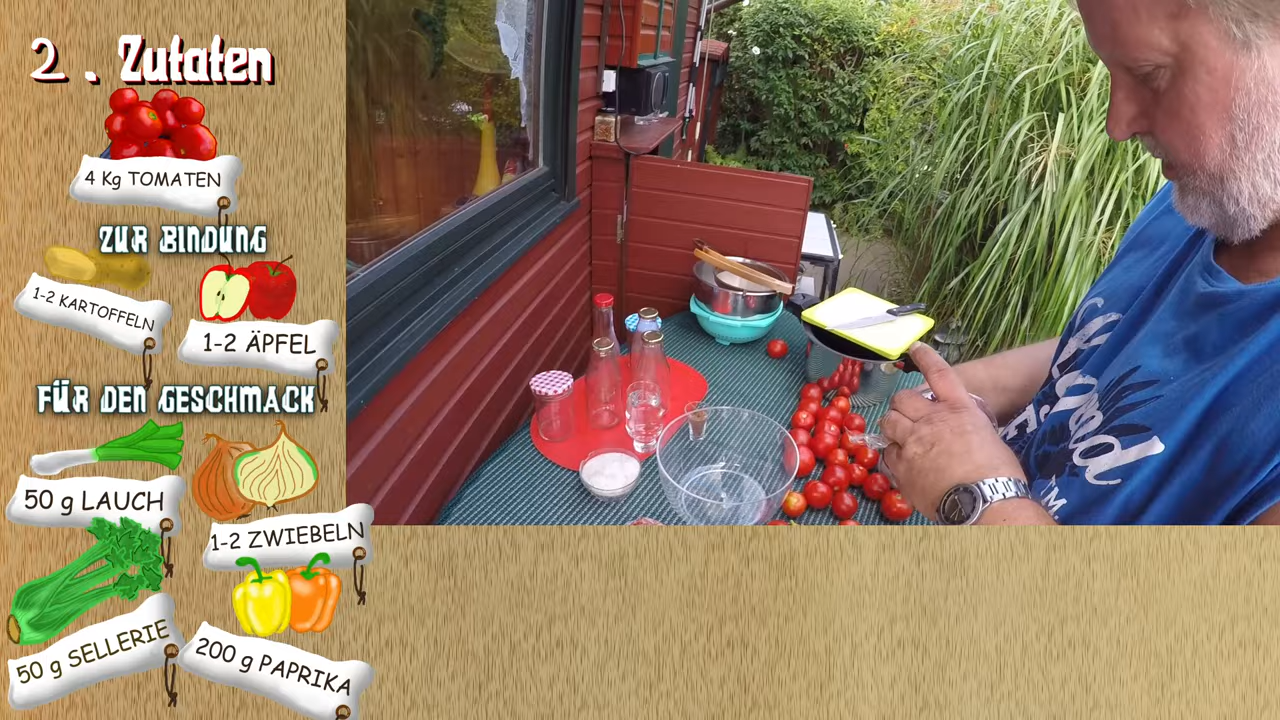 2. Zutaten
4 Kg TOMATEN
ZUR BINDUNG
1-2 KARTOFFELN
1-2 ÄPFEL
FÜR DEN GESCHMACK
50 g LAUCH
1-2 ZWIEBELN
50 g SELLERIE
200 g PAPRIKA